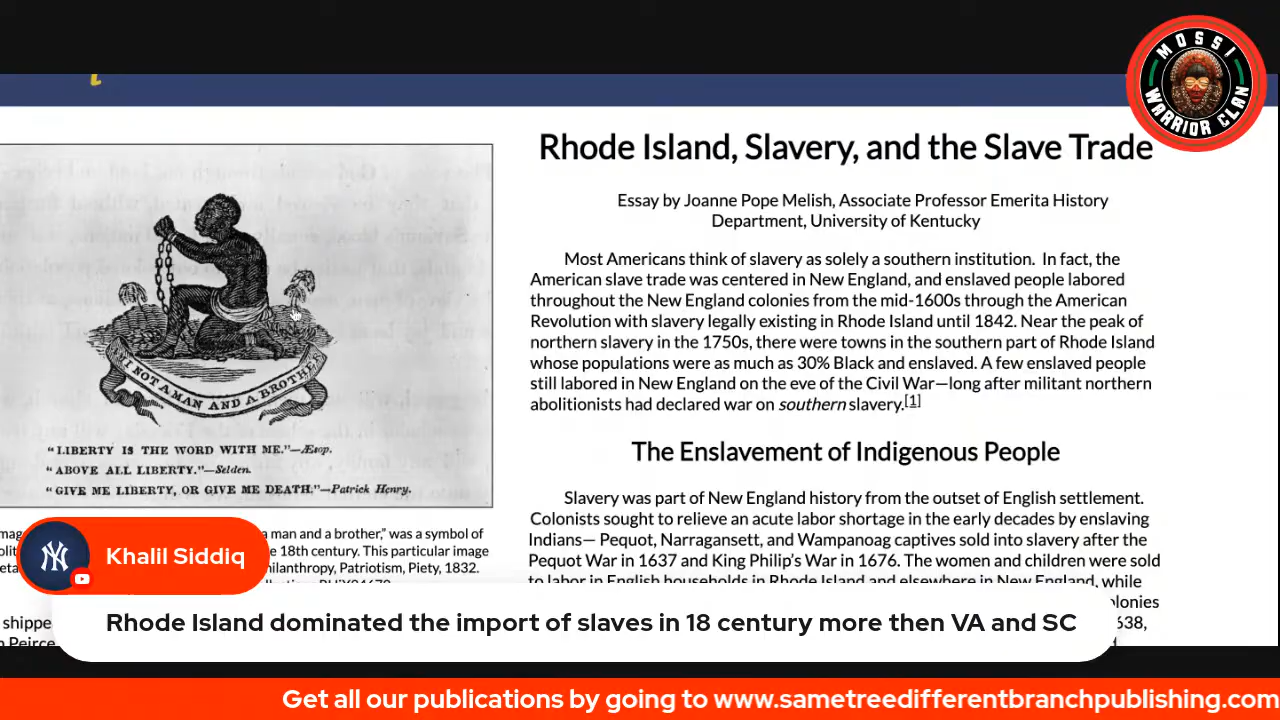 MOSSI
WARRIOR CLAN
Rhode Island, Slavery, and the Slave Trade
Essay by Joanne Pope Melish, Associate Professor Emerita History
Department, University of Kentucky
Most Americans think of slavery as solely a southern institution. In fact, the
American slave trade was centered in New England, and enslaved people labored
throughout the New England colonies from the mid-1600s through the American
Revolution with slavery legally existing in Rhode Island until 1842. Near the peak of
northern slavery in the 1750s, there were towns in the southern part of Rhode Island
whose populations were as much as 30% Black and enslaved. A few enslaved people
still labored in New England on the eve of the Civil War—long after militant northern
abolitionists had declared war on southern slavery.[1]
The Enslavement of Indigenous People
Slavery was part of New England history from the outset of English settlement.
Colonists sought to relieve an acute labor shortage in the early decades by enslaving
Indians— Pequot, Narragansett, and Wampanoag captives sold into slavery after the
Pequot War in 1637 and King Philip's War in 1676. The women and children were sold
to labor in English households in Rhode Island and elsewhere in New England, while
olonies
638,
I NOT A MAN AND A BROTHE
"LIBERTY IS THE WORD WITH ME."—Æsop.
"ABOVE ALL LIBERTY."—Selden.
"GIVE ME LIBERTY, OR GIVE ME DEATH."—Patrick Henry.
a man and a brother," was a symbol of
e 18th century. This particular image
hilanthropy, Patriotism, Piety, 1832.
shippe
Peirce
Khalil Siddiq
Rhode Island dominated the import of slaves in 18 century more then VA and SC
Get all our publications by going to www.sametreedifferentbranchpublishing.com